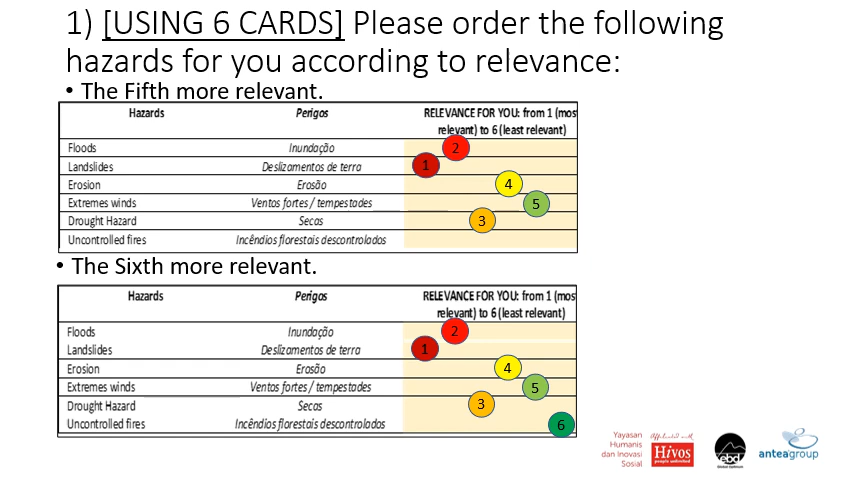 1) [USING 6 CARDS] Please order the following
hazards for you according to relevance:
• The Fifth more relevant.
Hazards Perigos RELEVANCE FOR YOU: from 1 (mos
relevant) to 6 (least relevant)
Floods Inundação 2
Landslides Deslizamentos de terra 1
Erosion Erosão 4
Extremes winds Ventos fortes / tempestades 5
Drought Hazard Secas 3
Uncontrolled fires Incêndios florestais descontrolados
• The Sixth more relevant.
Hazards Perigos RELEVANCE FOR YOU: from 1 (mos
relevant) to 6 (least relevant)
Floods Inundação 2
Landslides Deslizamentos de terra 1
Erosion Erosão 4
Extremes winds Ventos fortes / tempestades 5
Drought Hazard Secas 3
Uncontrolled fires Incêndios florestais descontrolados 6
Yayasan
Humanis
dan Inovasi
Sosial
affiliated with
Hivos
people unlimited
ebd
Global Optimum
anteagroup